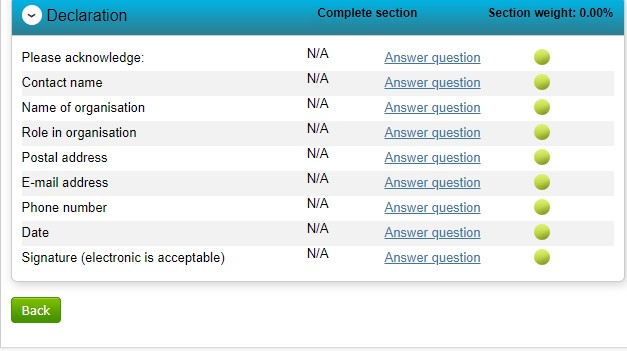 Declaration Complete section Section weight: 0.00%
Please acknowledge: N/A Answer question
Contact name N/A Answer question
Name of organisation N/A Answer question
Role in organisation N/A Answer question
Postal address N/A Answer question
E-mail address N/A Answer question
Phone number N/A Answer question
Date N/A Answer question
Signature (electronic is acceptable) N/A Answer question
Back